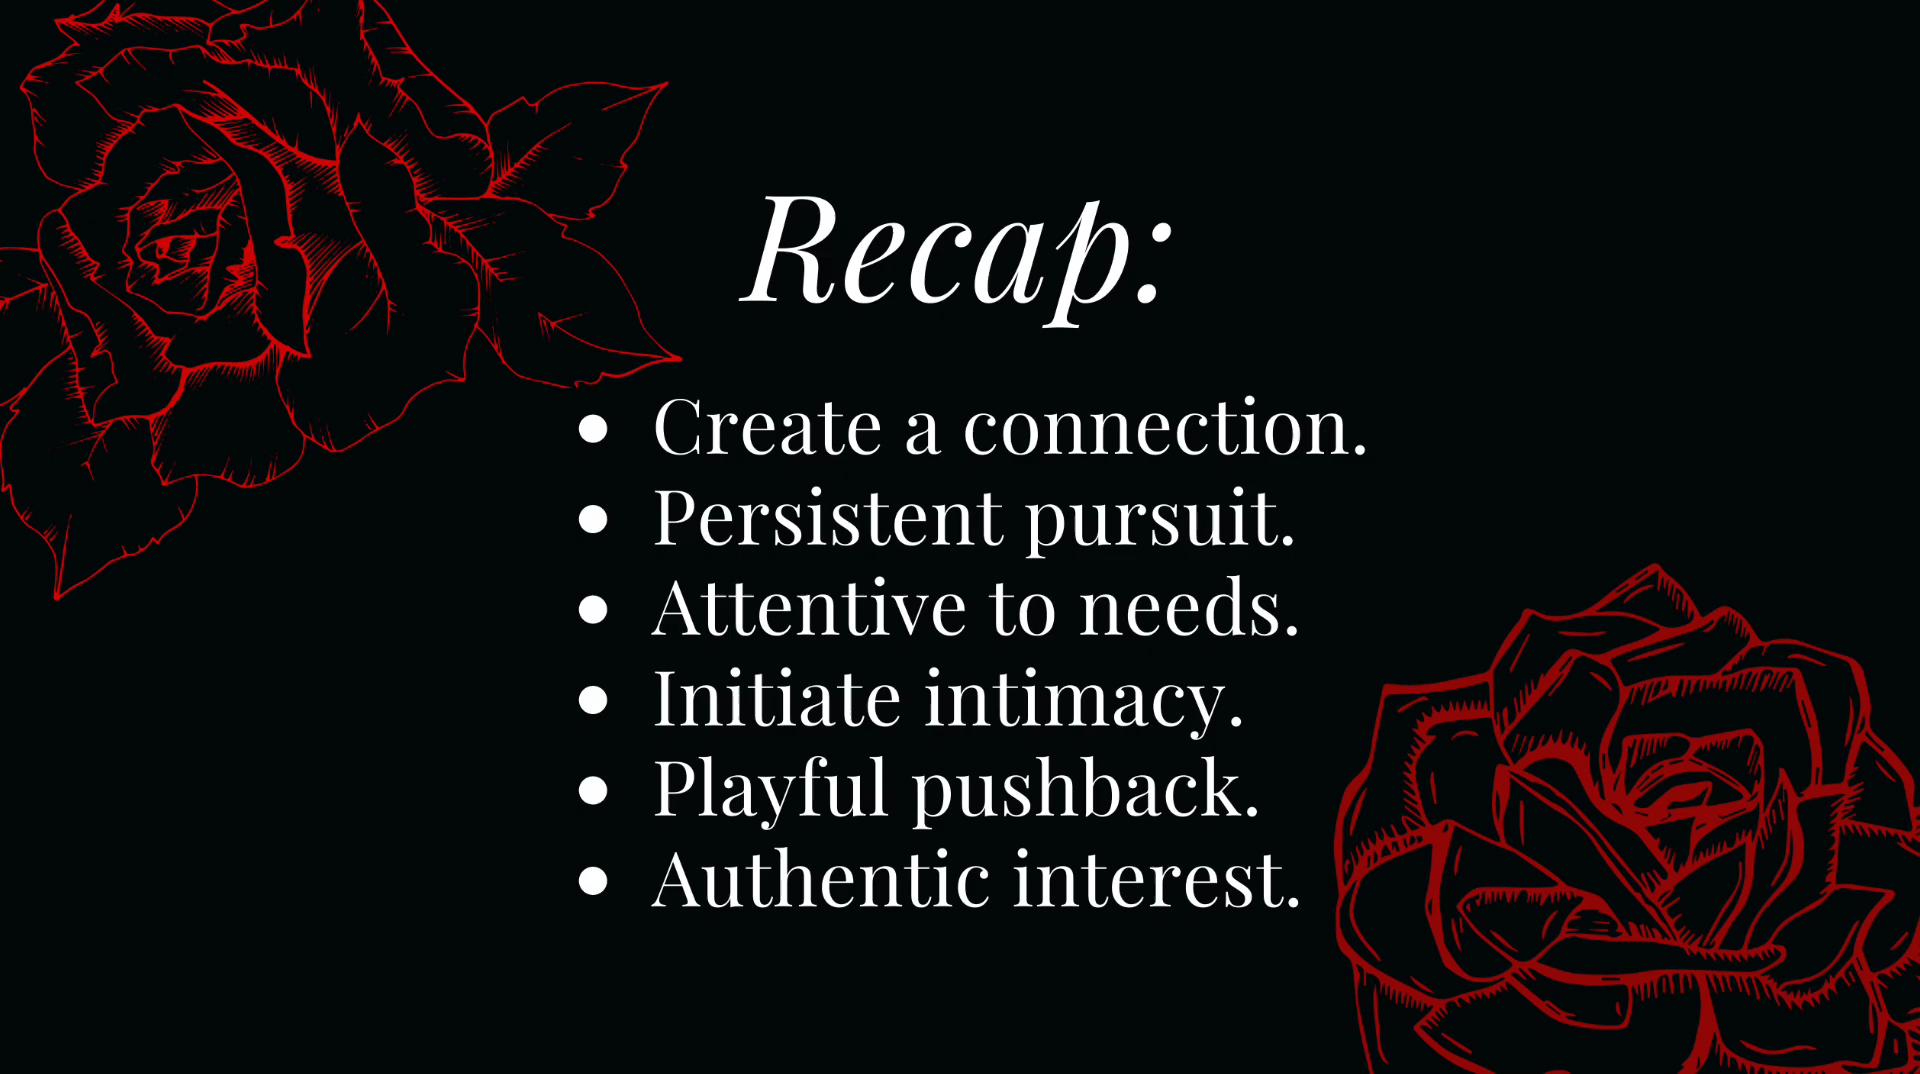 Recap:
• Create a connection.
• Persistent pursuit.
• Attentive to needs.
• Initiate intimacy.
• Playful pushback.
• Authentic interest.